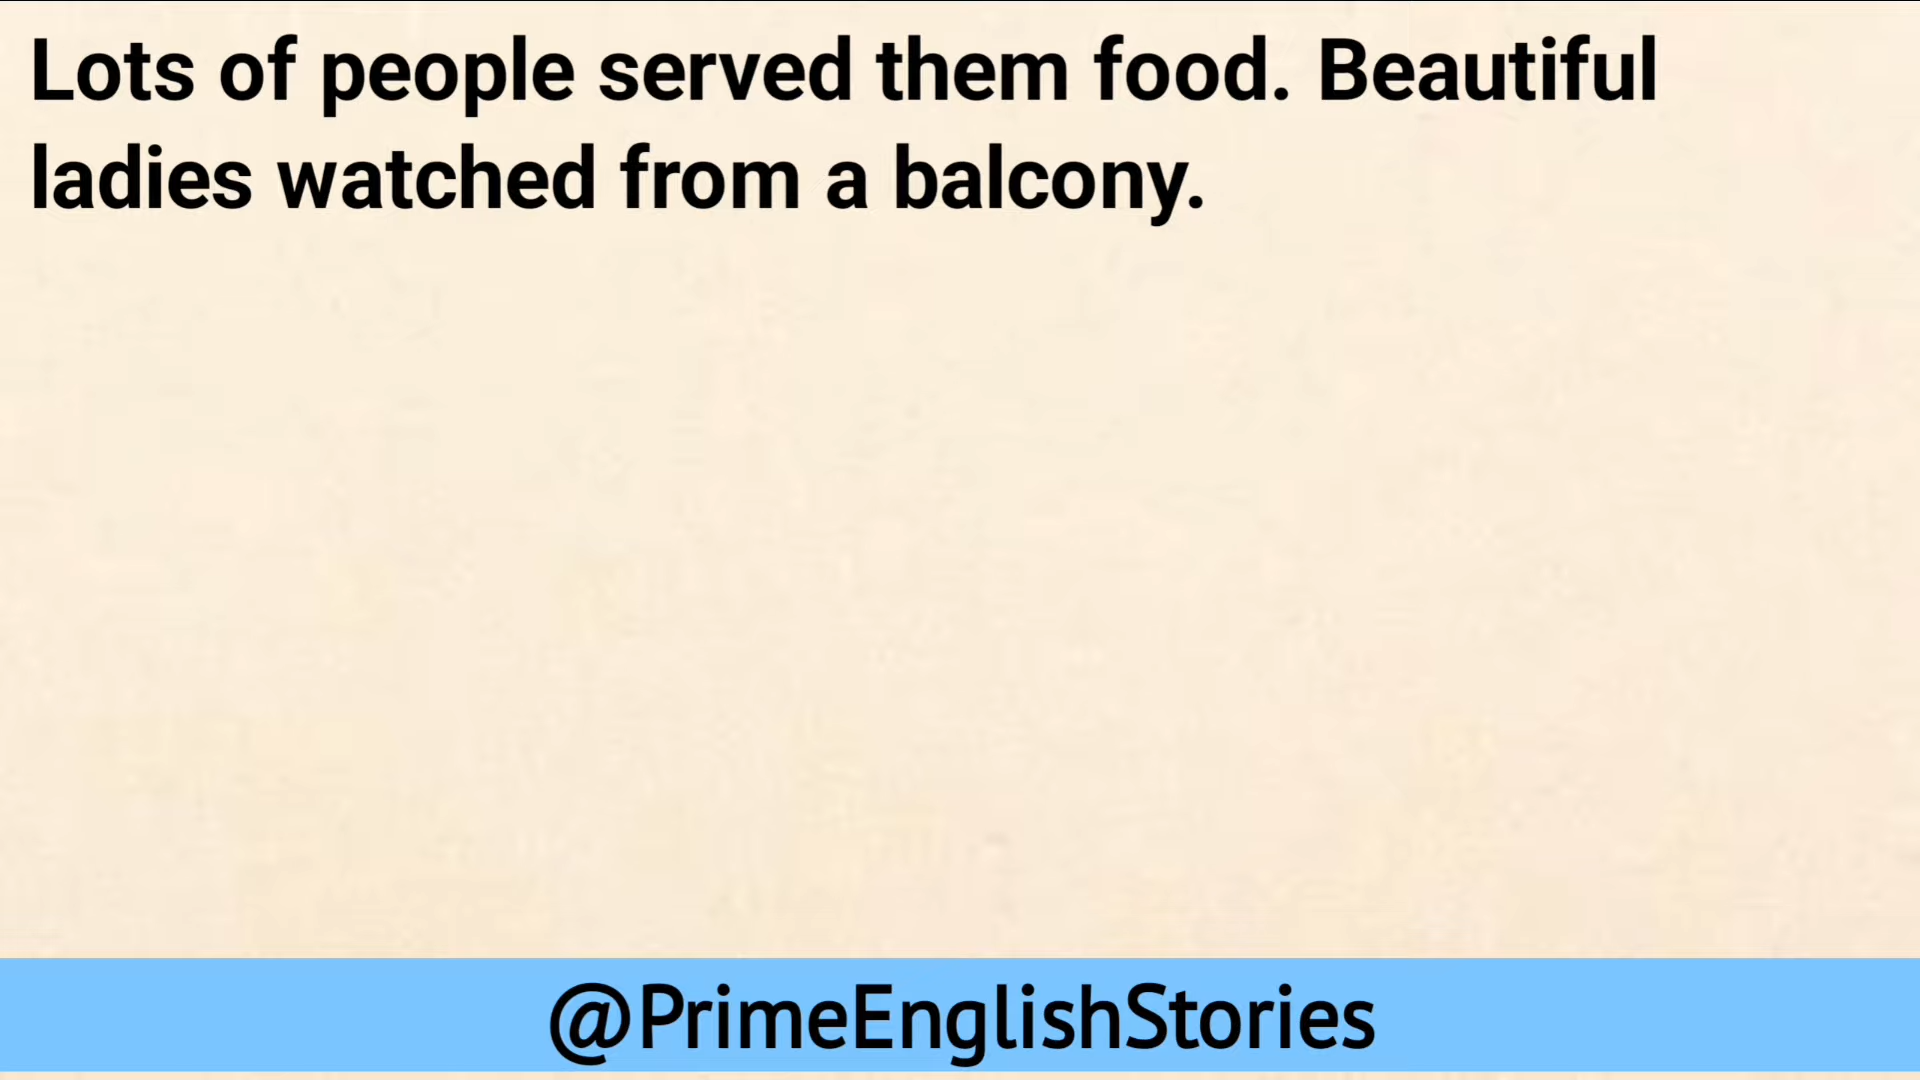 Lots of people served them food. Beautiful
ladies watched from a balcony.
@PrimeEnglishStories